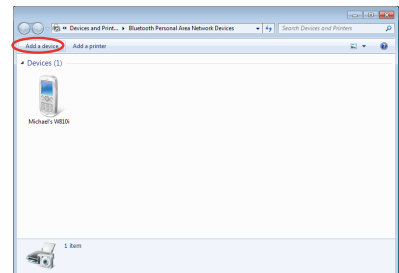 « Devices and Print... ▸ Bluetooth Personal Area Network Devices
Search Devices and Printers
Add a device Add a printer
Devices (1)
Michael's W810i
1 item